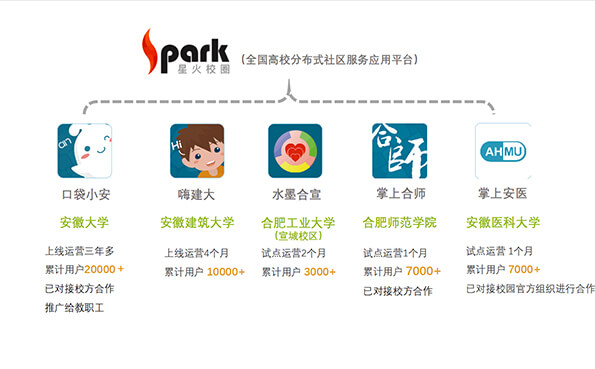 Spark
星火校圈
(全国高校分布式社区服务应用平台)
an
Hi
合师
AHMU
口袋小安
嗨建大
水墨合宣
掌上合师
掌上安医
安徽大学
安徽建筑大学
合肥工业大学
(宣城校区)
合肥师范学院
安徽医科大学
上线运营三年多
累计用户20000+
已对接校方合作
推广给教职工
上线运营4个月
累计用户 10000+
试点运营2个月
累计用户 3000+
试点运营1个月
累计用户 7000+
已对接校方合作
试点运营 1个月
累计用户 7000+
已对接校园官方组织进行合作